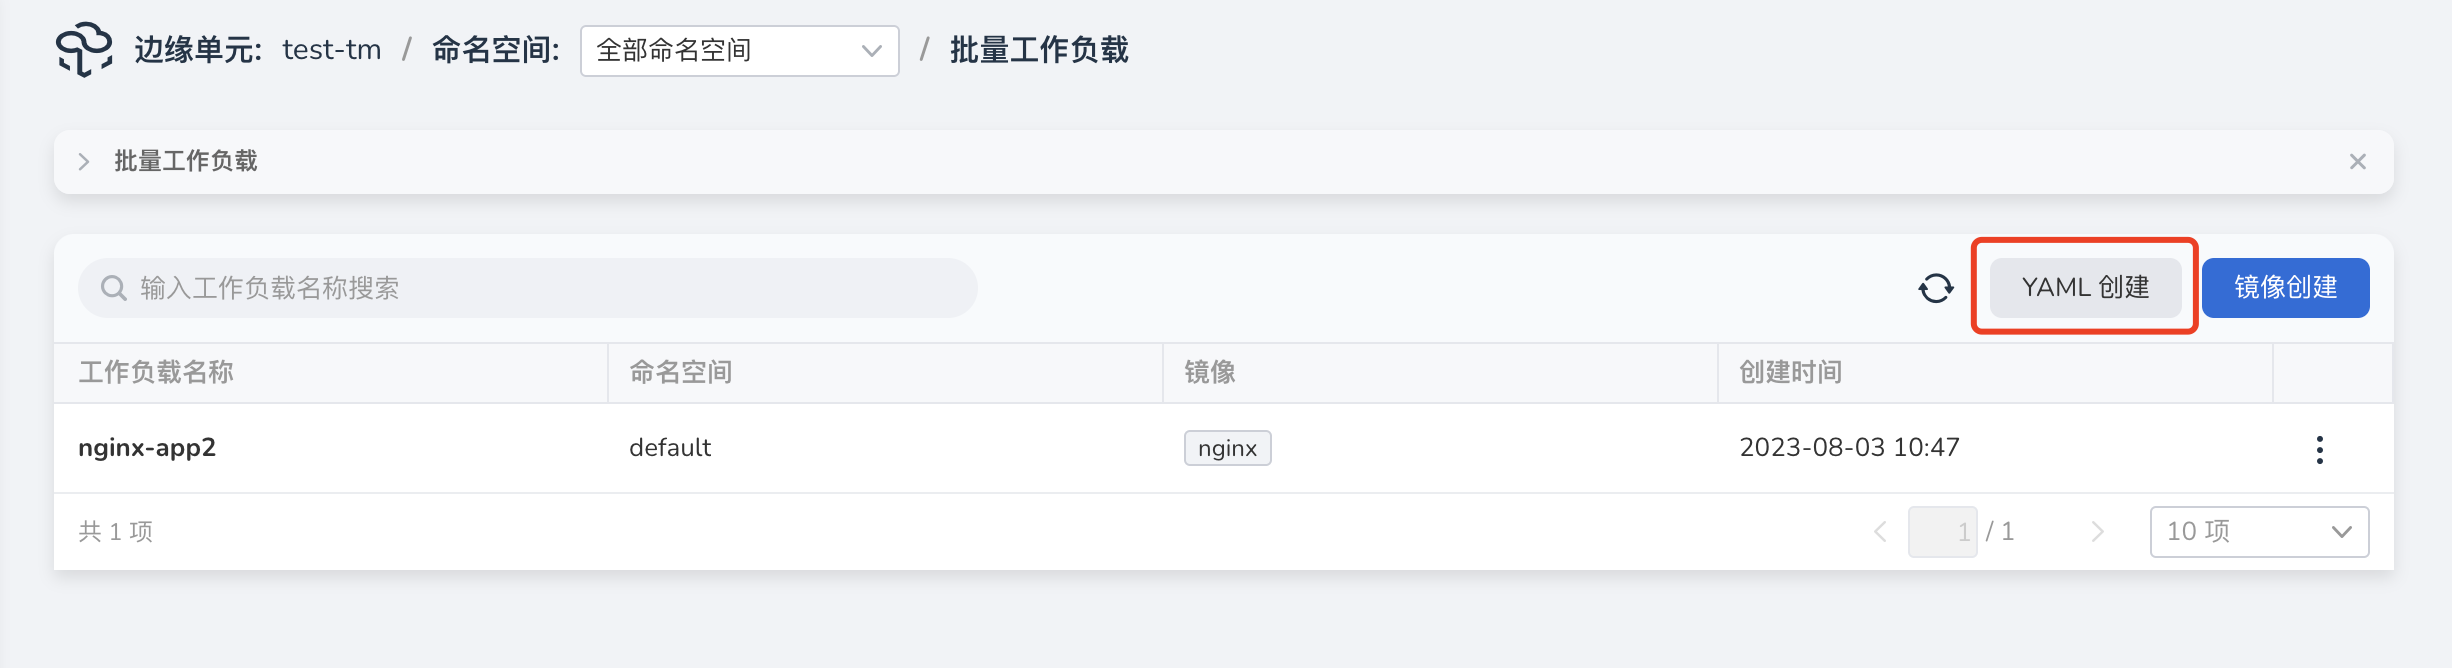 边缘单元: test-tm / 命名空间: 全部命名空间 / 批量工作负载
批量工作负载
输入工作负载名称搜索 YAML 创建 镜像创建
工作负载名称 命名空间 镜像 创建时间
nginx-app2 default nginx 2023-08-03 10:47
共 1 项 1 / 1 10 项